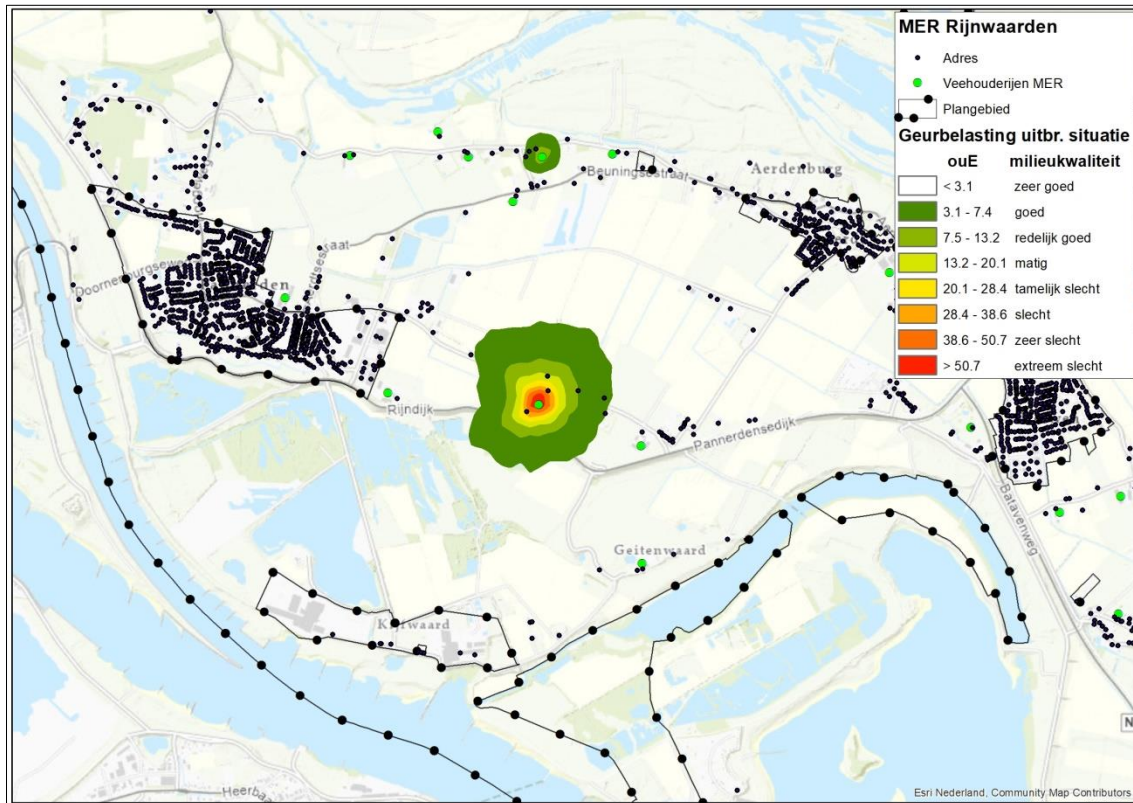 MER Rijnwaarden
Adres
Veehouderijen MER
Plangebied
Geurbelasting uitbr. situatie
ouE milieukwaliteit
< 3.1 zeer goed
3.1 - 7.4 goed
7.5 - 13.2 redelijk goed
13.2 - 20.1 matig
20.1 - 28.4 tamelijk slecht
28.4 - 38.6 slecht
38.6 - 50.7 zeer slecht
> 50.7 extreem slecht
Beuningsestraat
Aerdenburg
Rijndijk
Pannerdensedijk
Batavenweg
Geitenwaard
N
Esri Nederland, Community Map Contributors